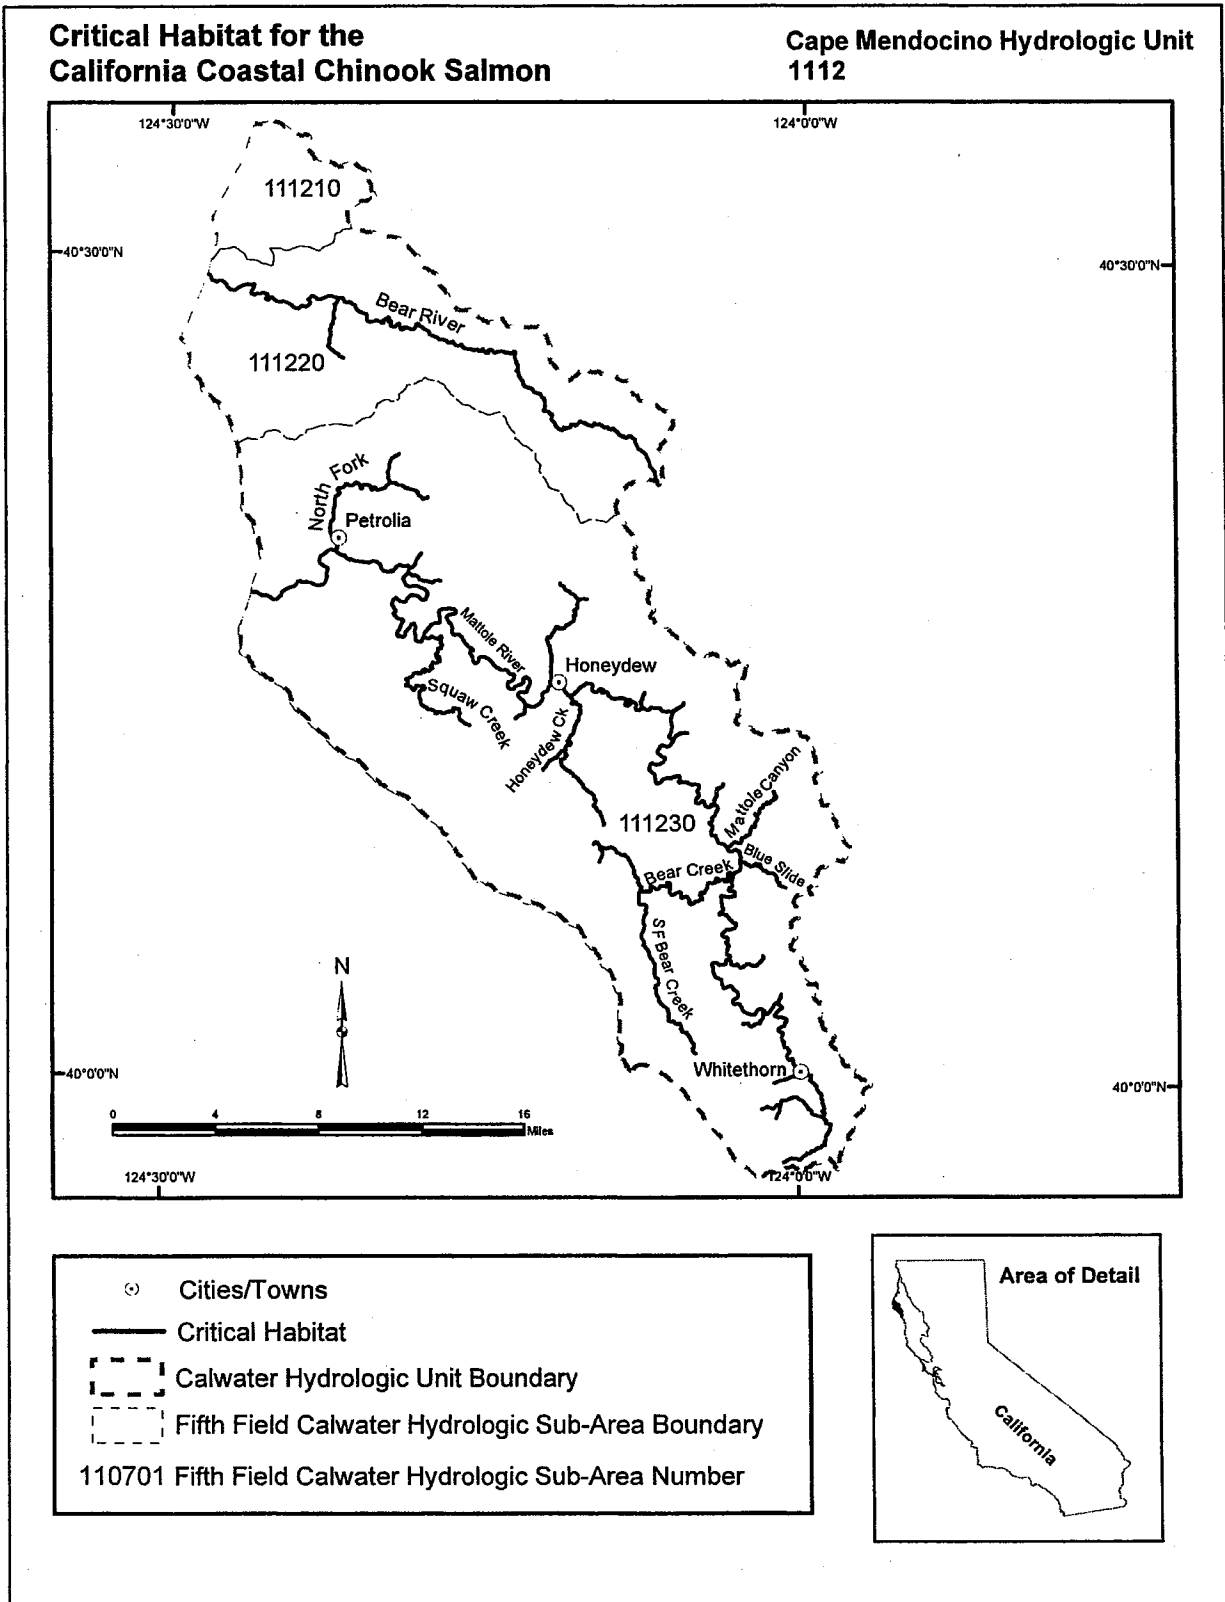 Critical Habitat for the
California Coastal Chinook Salmon
Cape Mendocino Hydrologic Unit
1112
124°30'0"W
124°0'0"W
111210
40°30'0"N
40°30'0"N
Bear River
111220
North Fork
Petrolia
Mattole River
Honeydew
Squaw Creek
Honeydew Ck
Mattole Canyon
111230
Blue Slide
Bear Creek
S F Bear Creek
N
Whitethorn
40°0'0"N
40°0'0"N
0 4 8 12 16
Miles
124°30'0"W
124°0'0"W
Cities/Towns
Critical Habitat
Calwater Hydrologic Unit Boundary
Fifth Field Calwater Hydrologic Sub-Area Boundary
110701 Fifth Field Calwater Hydrologic Sub-Area Number
Area of Detail
California